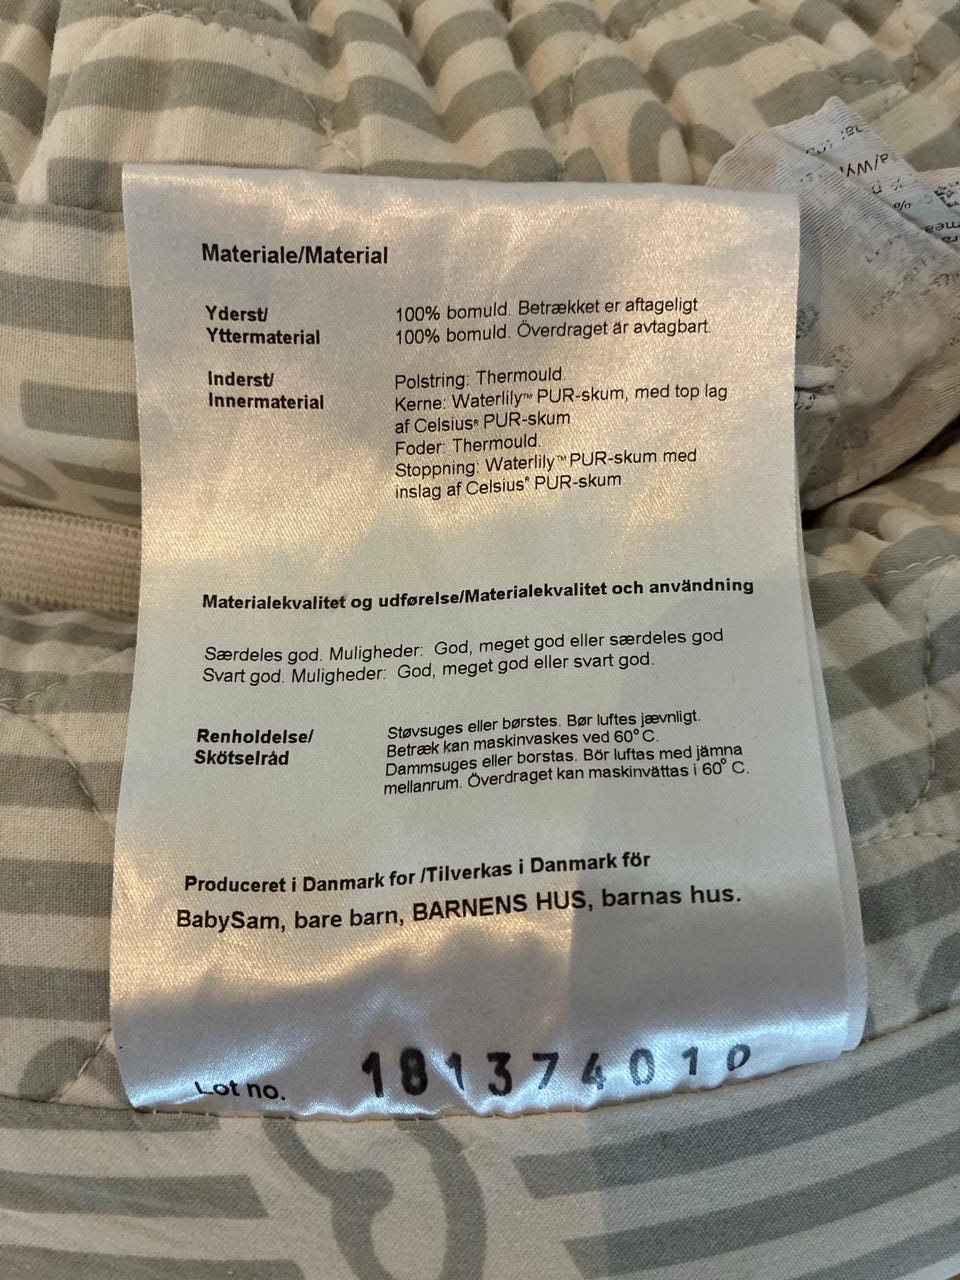 Materiale/Material
Yderst/
Yttermaterial
100% bomuld. Betrækket er aftageligt
100% bomuld. Överdraget är avtagbart.
Inderst/
Innermaterial
Polstring: Thermould.
Kerne: Waterlily™ PUR-skum, med top lag
af Celsius® PUR-skum
Foder: Thermould.
Stoppning: Waterlily™ PUR-skum med
inslag af Celsius® PUR-skum
Materialekvalitet og udførelse/Materialekvalitet och användning
Særdeles god. Muligheder: God, meget god eller særdeles god
Svart god. Muligheder: God, meget god eller svart god.
Renholdelse/
Skötselråd
Støvsuges eller børstes. Bør luftes jævnligt.
Betræk kan maskinvaskes ved 60°C.
Dammsuges eller borstas. Bör luftas med jämna
mellanrum. Överdraget kan maskinvättas i 60° C.
Produceret i Danmark for /Tilverkas i Danmark för
BabySam, bare barn, BARNENS HUS, barnas hus.
Lot no. 181374010